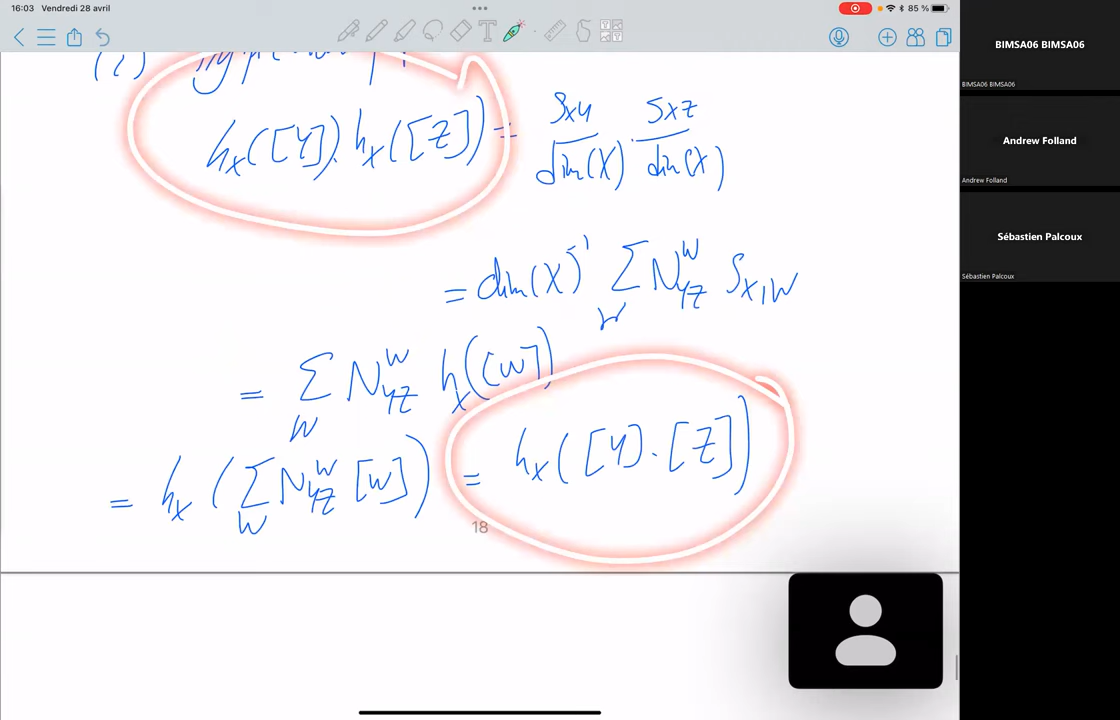 16:03 Vendredi 28 avril
85 %
(2)
h_X([Y]). h_X([Z]) = S_XY / dim(X) S_XZ / dim(X)
= dim(X)^-1 Σ_W N_YZ^W S_X,W
= Σ_W N_YZ^W h_X([W])
= h_X ( Σ_W N_YZ^W [W] ) = h_X ([Y].[Z])
18
BIMSA06 BIMSA06
BIMSA06 BIMSA06
Andrew Folland
Andrew Folland
Sébastien Palcoux
Sébastien Palcoux